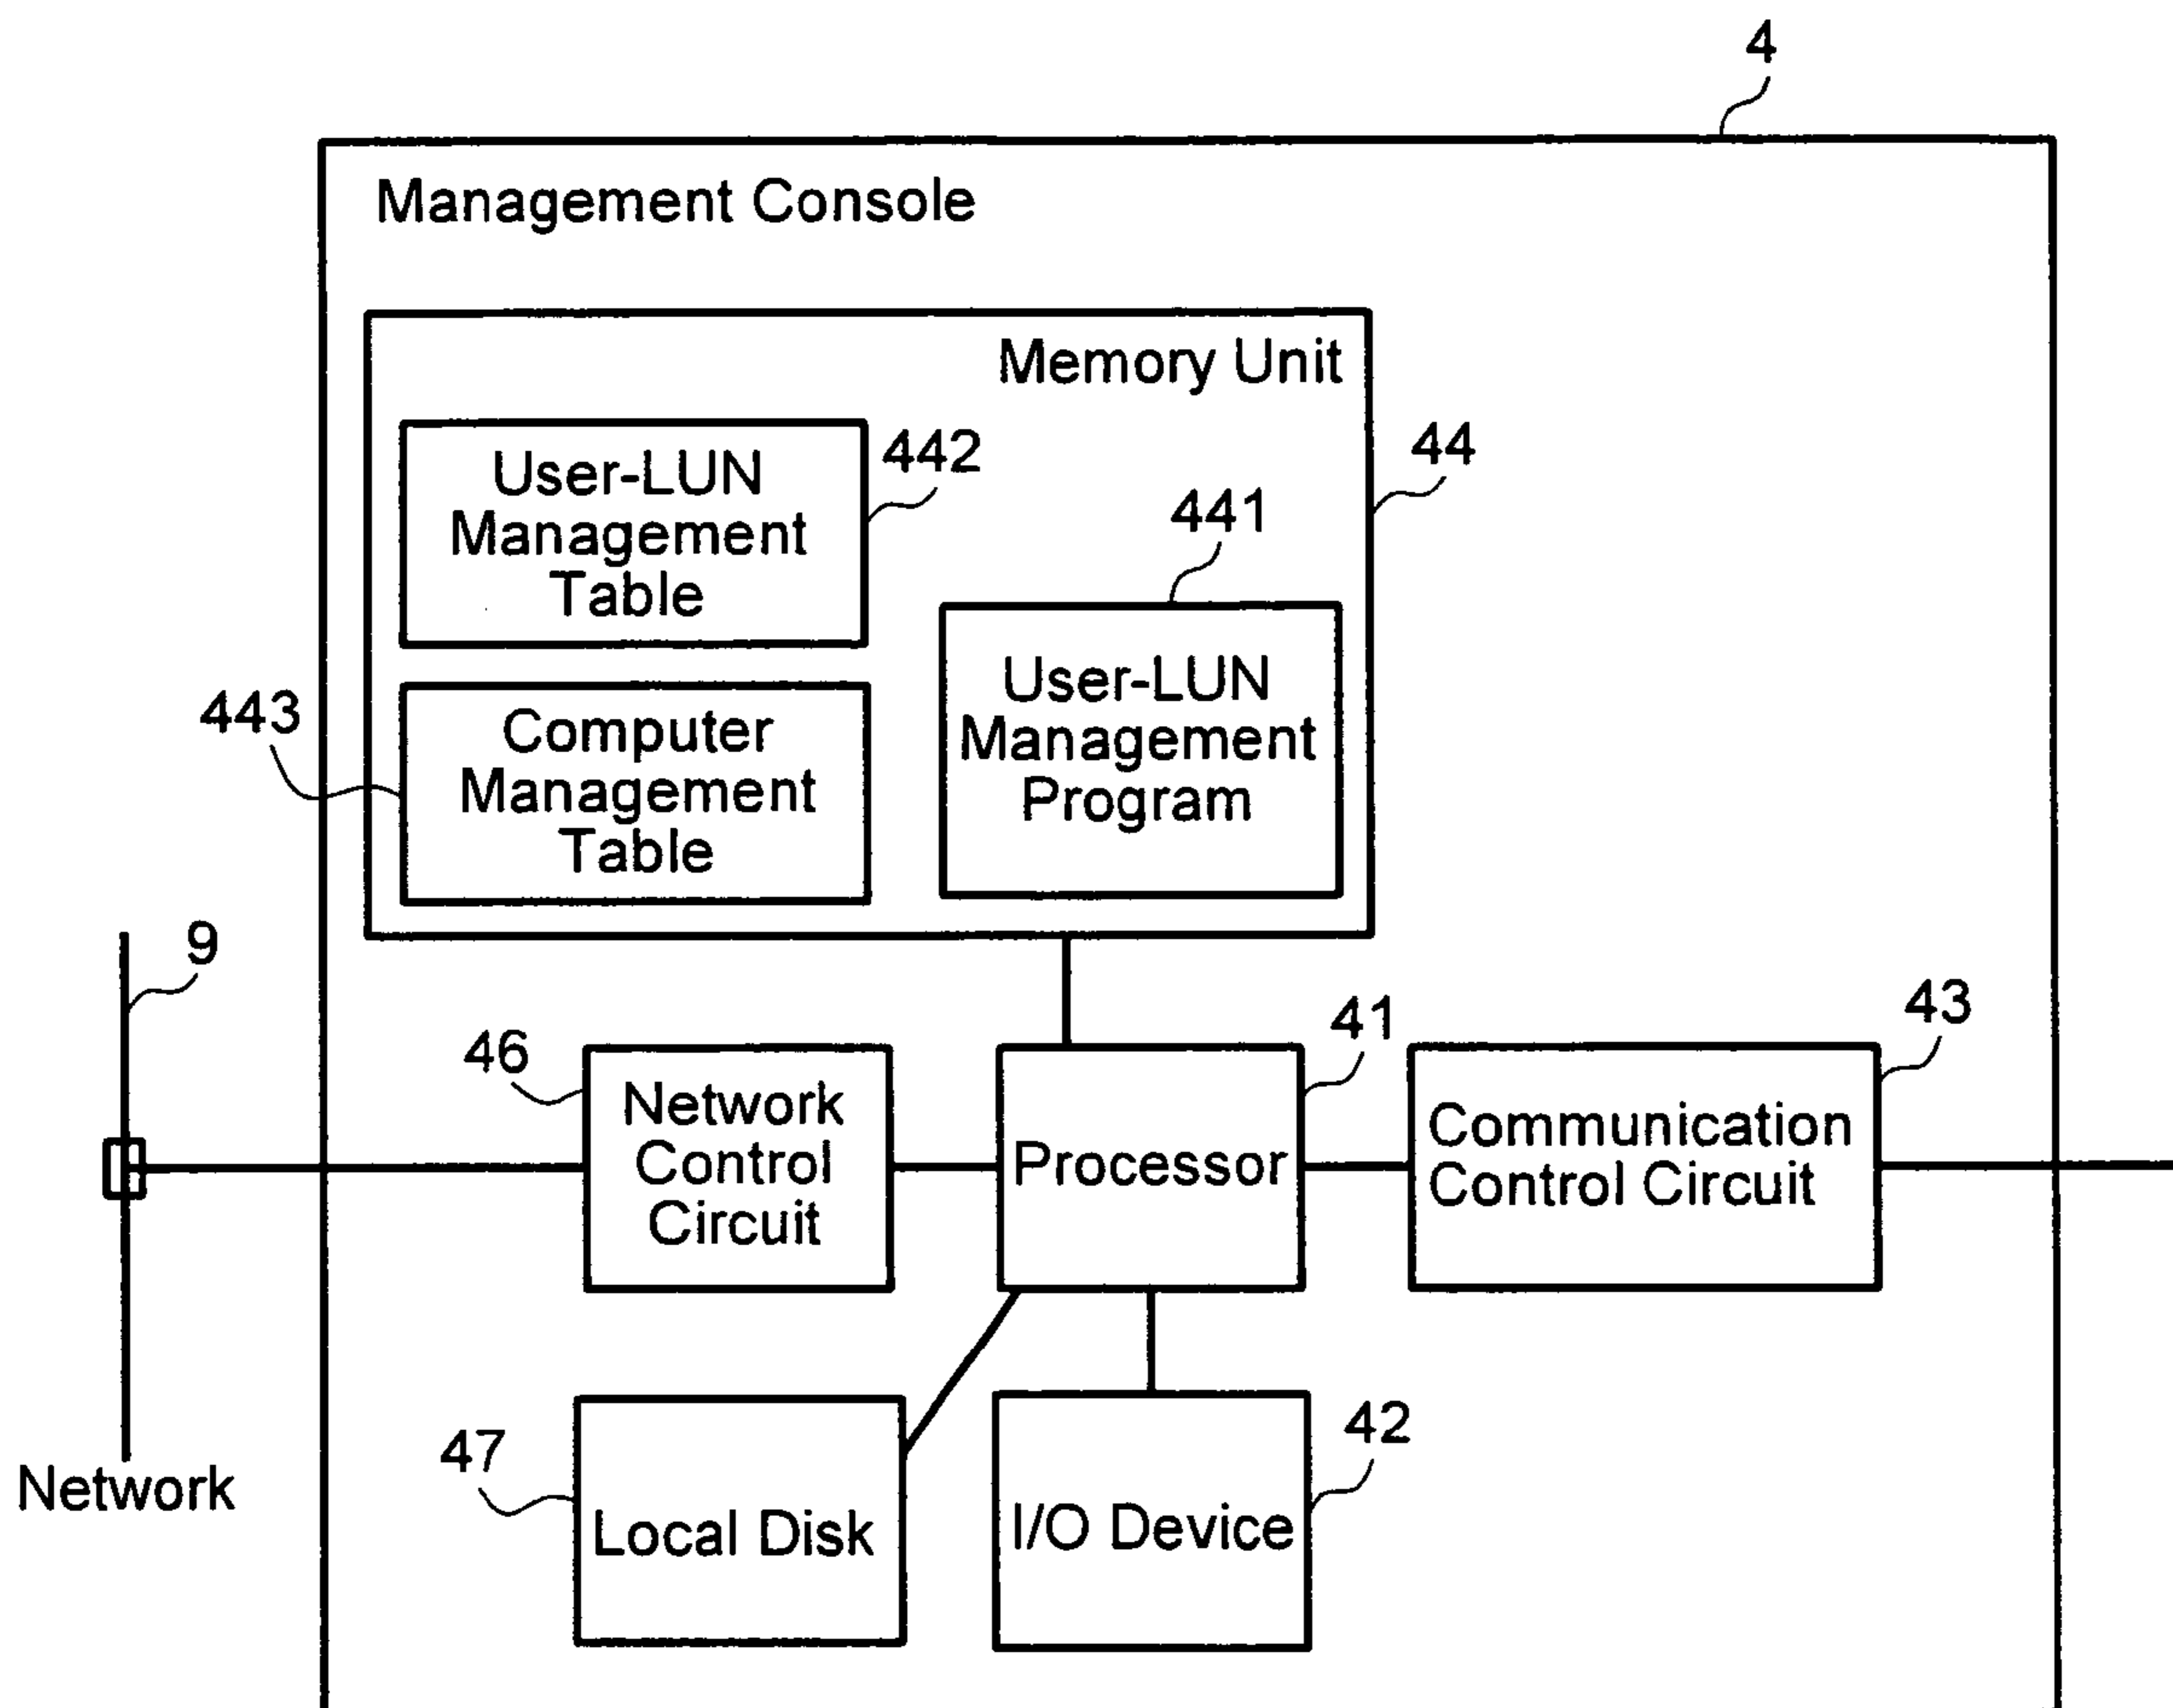 4
Management Console
Memory Unit
User-LUN
Management
Table
442
44
441
User-LUN
Management
Program
443
Computer
Management
Table
9
46
Network
Control
Circuit
41
Processor
43
Communication
Control Circuit
Network
47
Local Disk
42
I/O Device